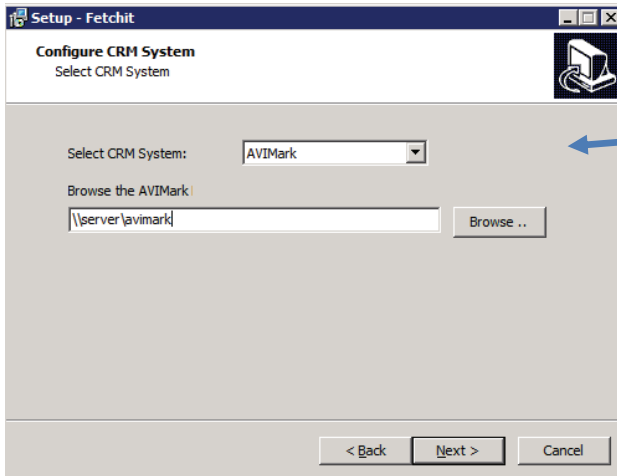 Setup - Fetchit
Configure CRM System
Select CRM System
Select CRM System: AVIMark
Browse the AVIMark
\\server\avimark Browse ..
< Back Next > Cancel